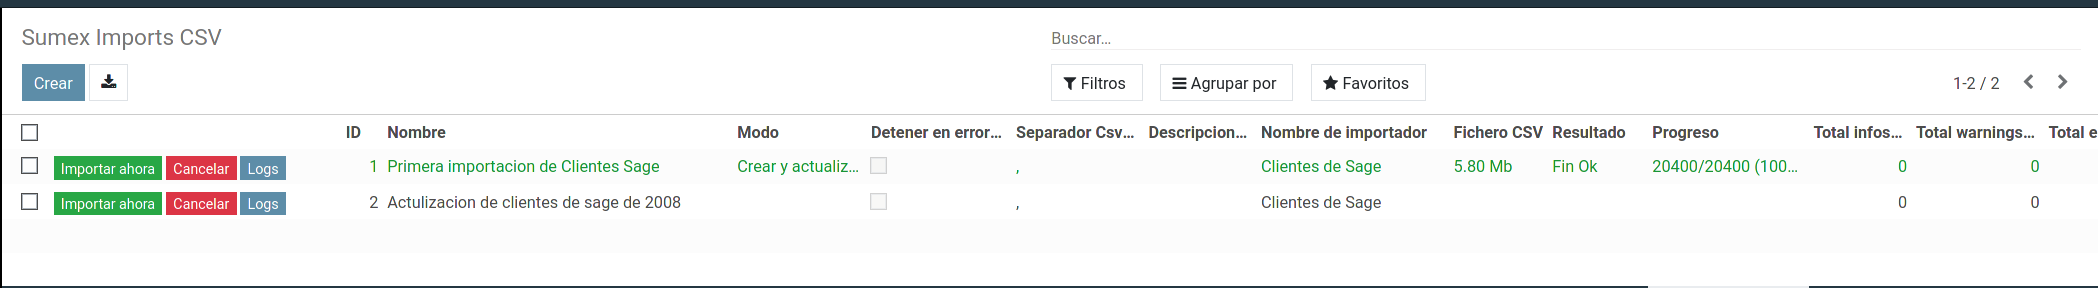 Sumex Imports CSV
Buscar...
Crear
Filtros
Agrupar por
Favoritos
1-2 / 2
ID Nombre Modo Detener en error... Separador Csv... Descripcion... Nombre de importador Fichero CSV Resultado Progreso Total infos... Total warnings... Total e
Importar ahora Cancelar Logs 1 Primera importacion de Clientes Sage Crear y actualiz... , Clientes de Sage 5.80 Mb Fin Ok 20400/20400 (100... 0 0
Importar ahora Cancelar Logs 2 Actulizacion de clientes de sage de 2008 , Clientes de Sage 0 0